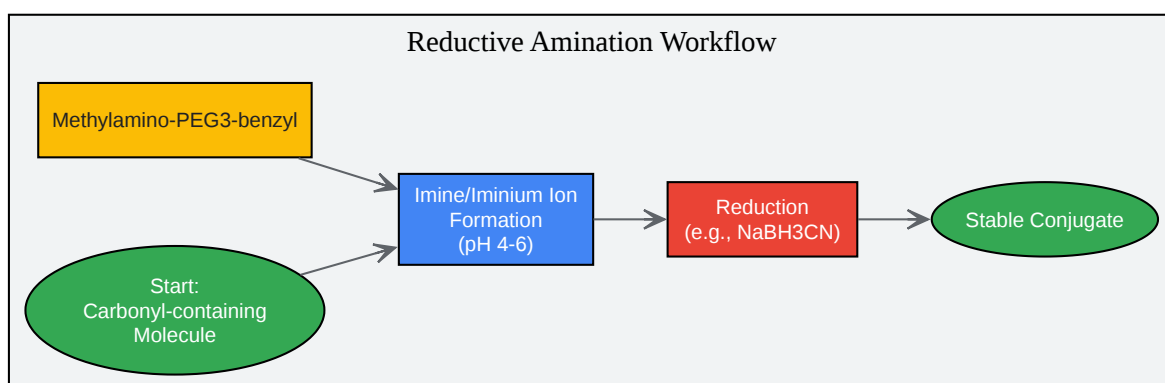 Reductive Amination Workflow
Methylamino-PEG3-benzyl
Start:
Carbonyl-containing
Molecule
Imine/Iminium Ion
Formation
(pH 4-6)
Reduction
(e.g., NaBH3CN)
Stable Conjugate